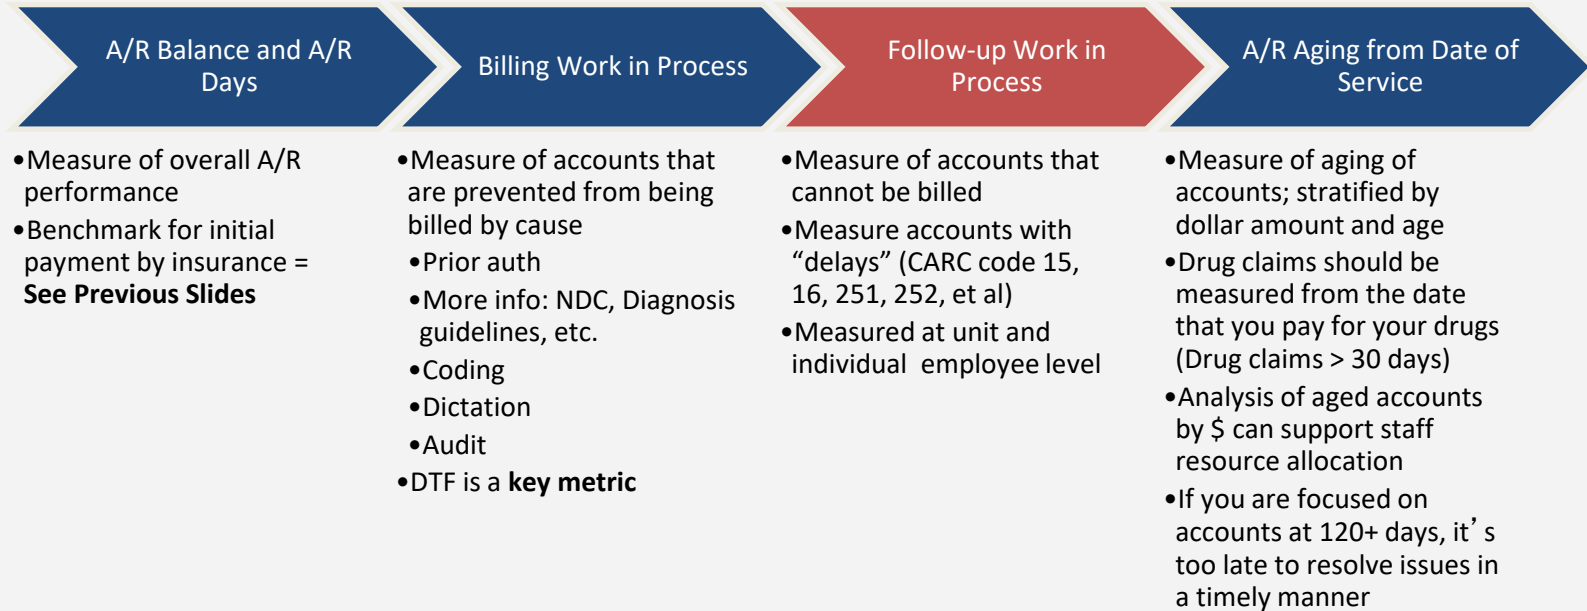 A/R Balance and A/R
Days
Billing Work in Process
Follow-up Work in
Process
A/R Aging from Date of
Service
•Measure of overall A/R
performance
•Benchmark for initial
payment by insurance =
See Previous Slides
•Measure of accounts that
are prevented from being
billed by cause
•Prior auth
•More info: NDC, Diagnosis
guidelines, etc.
•Coding
•Dictation
•Audit
•DTF is a key metric
•Measure of accounts that
cannot be billed
•Measure accounts with
“delays” (CARC code 15,
16, 251, 252, et al)
•Measured at unit and
individual employee level
•Measure of aging of
accounts; stratified by
dollar amount and age
•Drug claims should be
measured from the date
that you pay for your drugs
(Drug claims > 30 days)
•Analysis of aged accounts
by $ can support staff
resource allocation
•If you are focused on
accounts at 120+ days, it’s
too late to resolve issues in
a timely manner